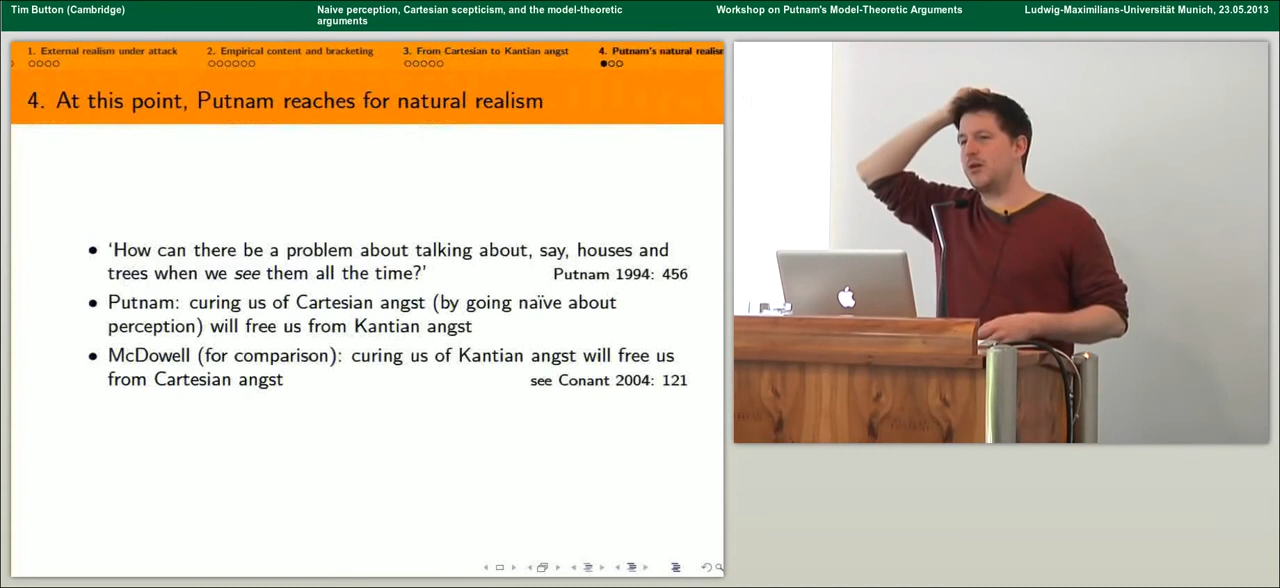 Tim Button (Cambridge)
Naive perception, Cartesian scepticism, and the model-theoretic
arguments
Workshop on Putnam's Model-Theoretic Arguments
Ludwig-Maximilians-Universität Munich, 23.05.2013
1. External realism under attack
2. Empirical content and bracketing
3. From Cartesian to Kantian angst
4. Putnam's natural realism
4. At this point, Putnam reaches for natural realism
• 'How can there be a problem about talking about, say, houses and
trees when we see them all the time?' Putnam 1994: 456
• Putnam: curing us of Cartesian angst (by going naïve about
perception) will free us from Kantian angst
• McDowell (for comparison): curing us of Kantian angst will free us
from Cartesian angst see Conant 2004: 121